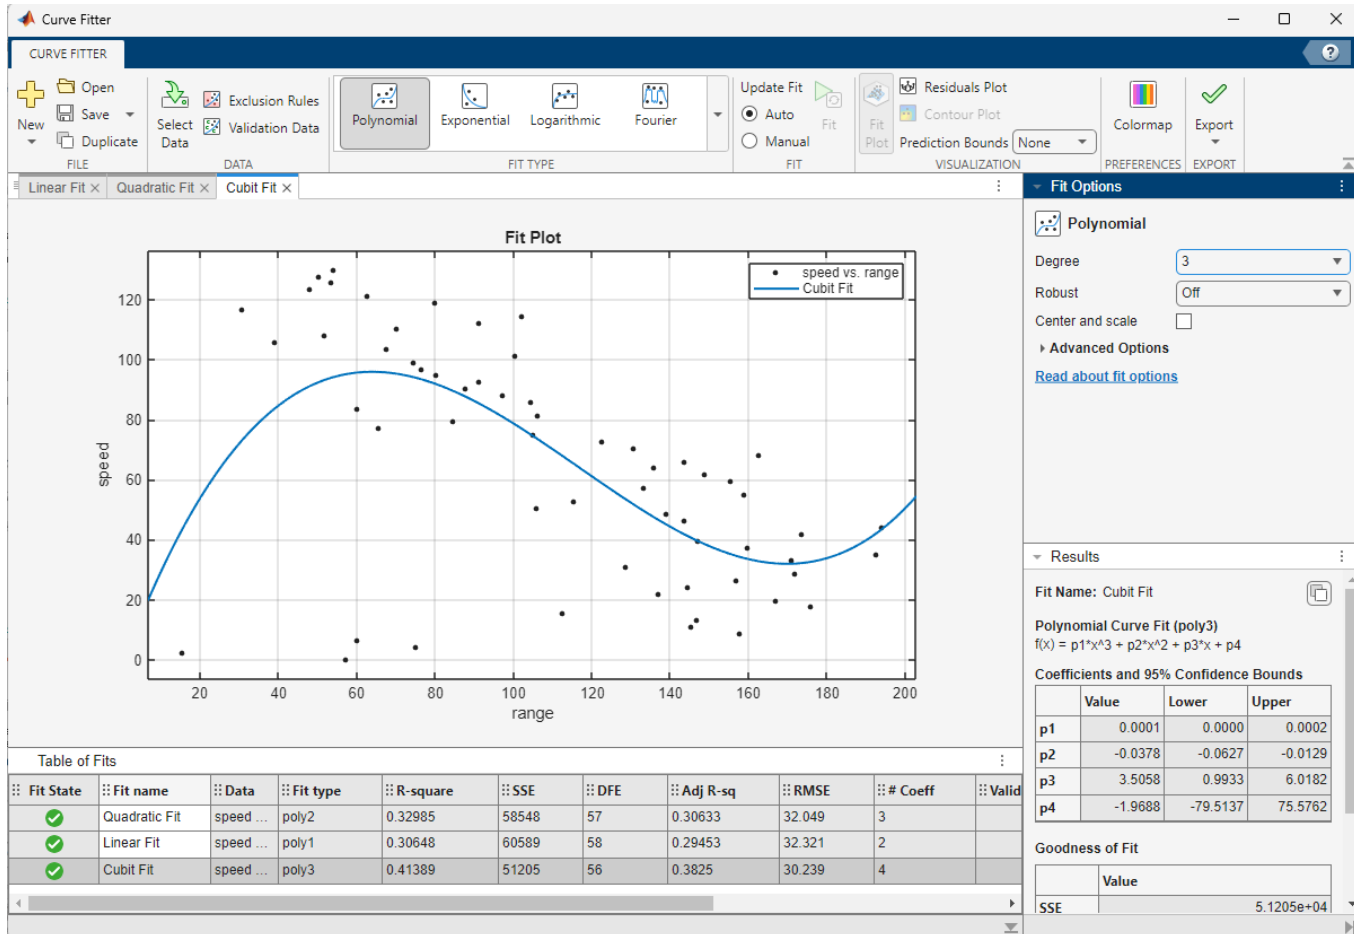 Curve Fitter
CURVE FITTER
New
Open
Save
Duplicate
FILE
Select Data
Exclusion Rules
Validation Data
DATA
Polynomial
Exponential
Logarithmic
Fourier
FIT TYPE
Update Fit
Auto
Manual
Fit
FIT
Fit Plot
Residuals Plot
Contour Plot
Prediction Bounds None
VISUALIZATION
Colormap
PREFERENCES
Export
EXPORT
Linear Fit
Quadratic Fit
Cubit Fit
Fit Plot
speed vs. range
Cubit Fit
120
100
80
60
40
20
0
speed
20 40 60 80 100 120 140 160 180 200
range
Fit Options
Polynomial
Degree 3
Robust Off
Center and scale
Advanced Options
Read about fit options
Results
Fit Name: Cubit Fit
Polynomial Curve Fit (poly3)
f(x) = p1*x^3 + p2*x^2 + p3*x + p4
Coefficients and 95% Confidence Bounds
Value Lower Upper
p1 0.0001 0.0000 0.0002
p2 -0.0378 -0.0627 -0.0129
p3 3.5058 0.9933 6.0182
p4 -1.9688 -79.5137 75.5762
Goodness of Fit
Value
SSE 5.1205e+04
Table of Fits
Fit State Fit name Data Fit type R-square SSE DFE Adj R-sq RMSE # Coeff Valid
Quadratic Fit speed ... poly2 0.32985 58548 57 0.30633 32.049 3
Linear Fit speed ... poly1 0.30648 60589 58 0.29453 32.321 2
Cubit Fit speed ... poly3 0.41389 51205 56 0.3825 30.239 4